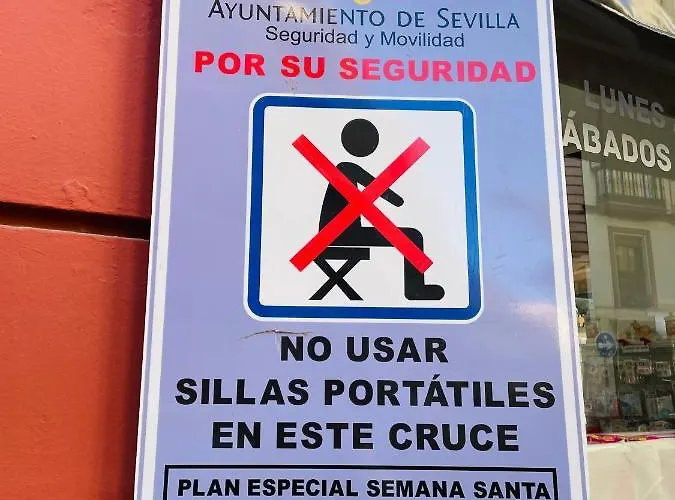 AYUNTAMIENTO DE SEVILLA
Seguridad y Movilidad
POR SU SEGURIDAD
NO USAR
SILLAS PORTÁTILES
EN ESTE CRUCE
PLAN ESPECIAL SEMANA SANTA
LUNES
ÁBADOS